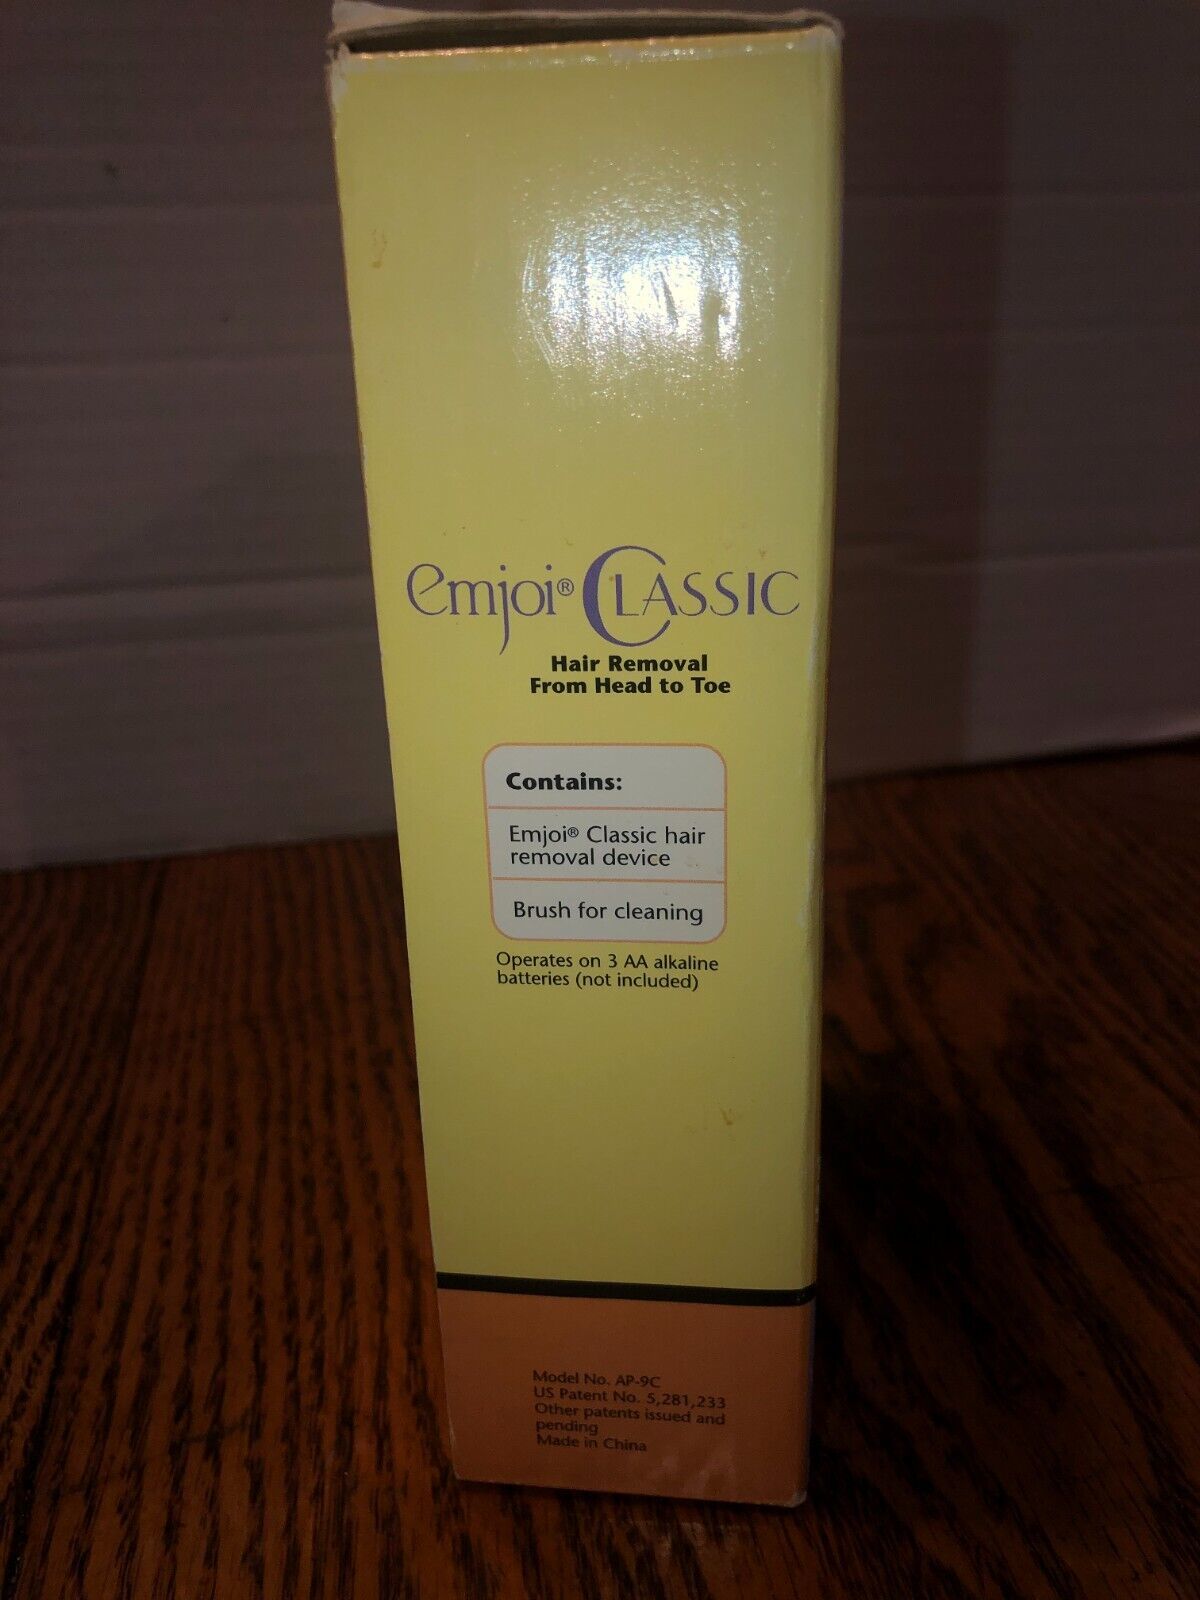 emjoi® CLASSIC
Hair Removal
From Head to Toe
Contains:
Emjoi® Classic hair
removal device
Brush for cleaning
Operates on 3 AA alkaline
batteries (not included)
Model No. AP-9C
US Patent No. 5,281,233
Other patents issued and
pending
Made in China